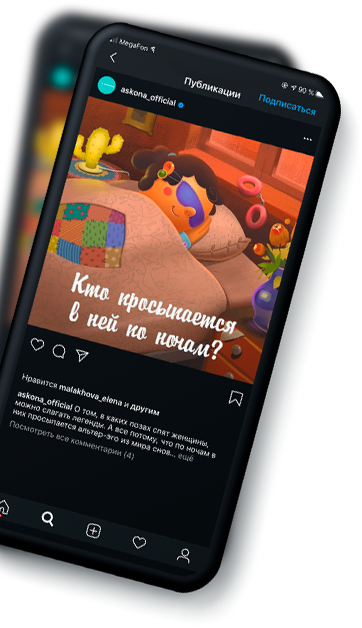 MegaFon
90 %
Публикации
Подписаться
askona_official
Кто просыпается
в ней по ночам?
Нравится malakhova_elena и другим
askona_official О том, в каких позах спят женщины,
можно слагать легенды. А все потому, что по ночам в
них просыпается альтер-эго из мира снов... ещё
Посмотреть все комментарии (4)